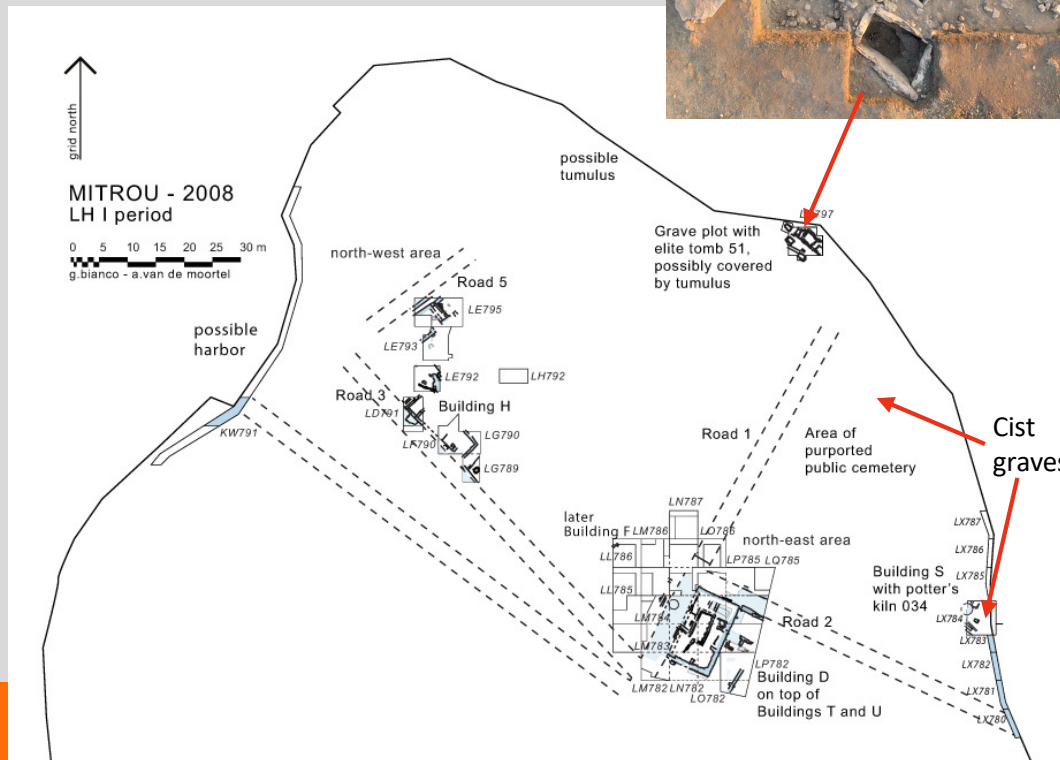 grid north
MITROU - 2008
LH I period
0 5 10 15 20 25 30 m
g.bianco - a.van de moortel
possible
tumulus
Grave plot with
elite tomb 51,
possibly covered
by tumulus
north-west area
Road 5
LE795
LE793
possible
harbor
LE792
LH792
Road 3
LD791
Building H
KW791
LF790
LG790
LG789
Road 1
Area of
purported
public cemetery
Cist
graves
LN787
later
Building F
LM786
LO786
north-east area
LL786
LP785
LQ785
LL785
LX787
LX786
LX785
Building S
with potter's
kiln 034
LX784
LM784
Road 2
LX783
LM783
LX782
LP782
Building D
on top of
Buildings T and U
LM782
LN782
LO782
LX781
LX780